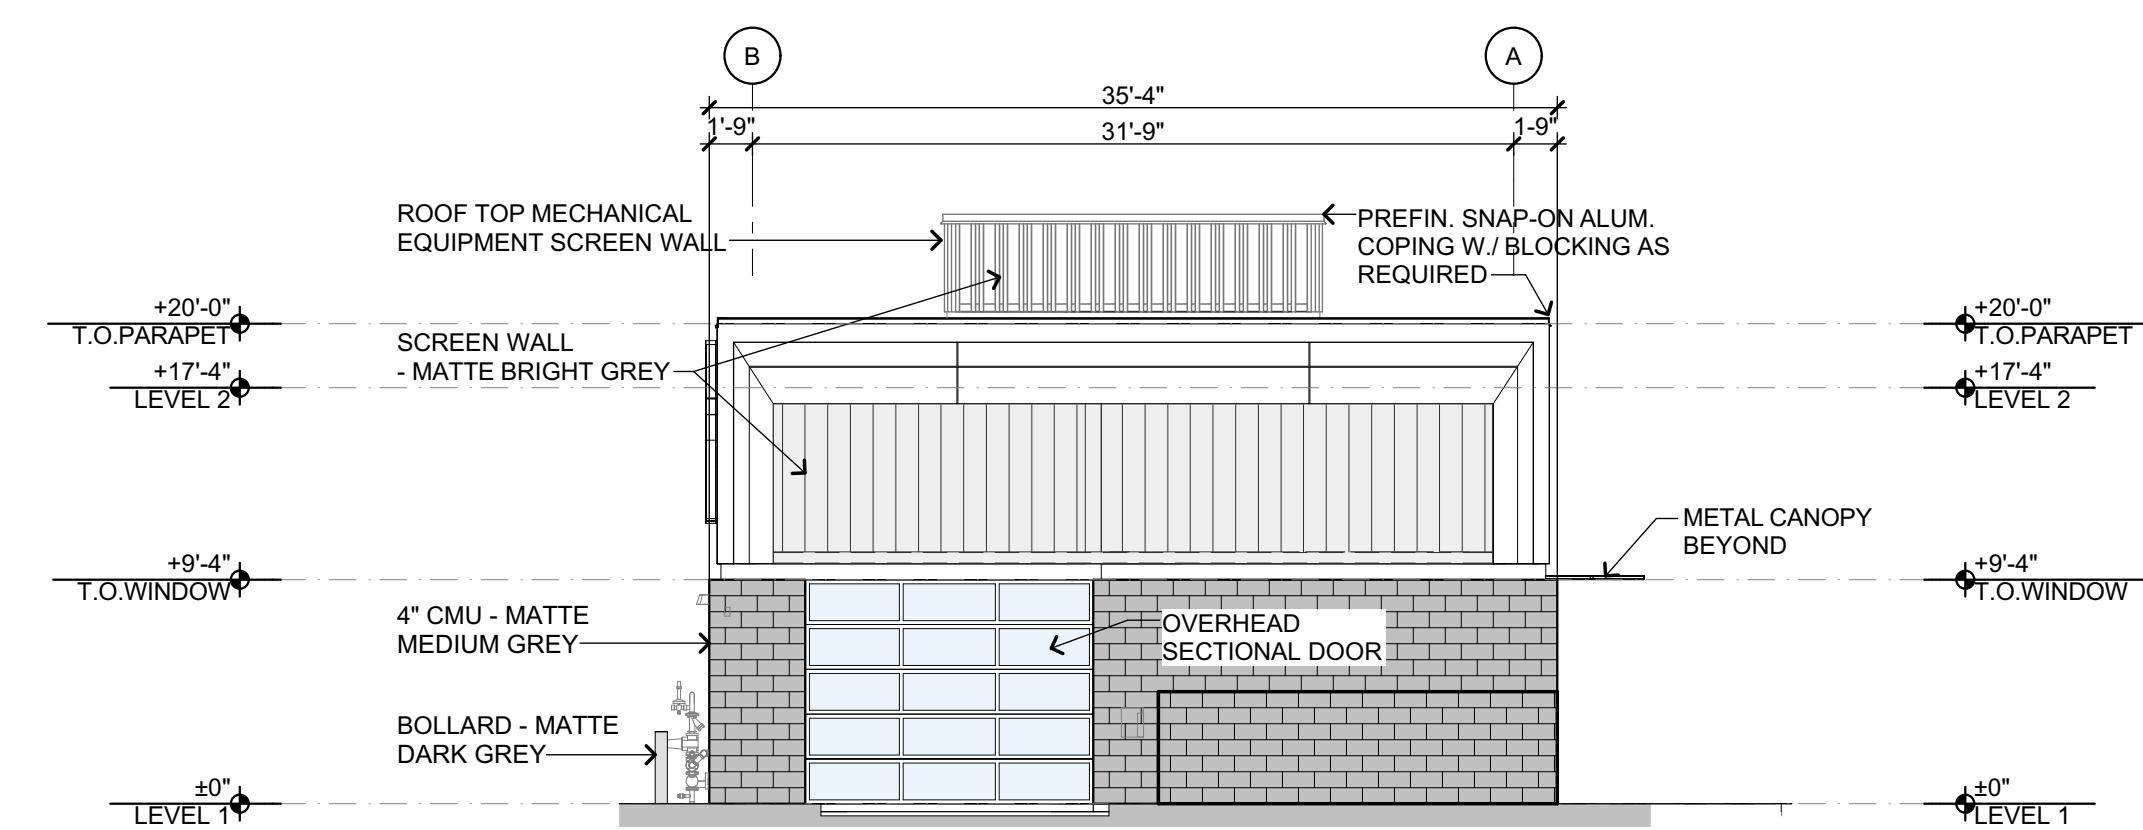 B
A
35'-4"
1'-9"
31'-9"
1-9"
ROOF TOP MECHANICAL
EQUIPMENT SCREEN WALL
PREFIN. SNAP-ON ALUM.
COPING W./ BLOCKING AS
REQUIRED
+20'-0"
T.O.PARAPET
+20'-0"
T.O.PARAPET
SCREEN WALL
- MATTE BRIGHT GREY
+17'-4"
LEVEL 2
+17'-4"
LEVEL 2
METAL CANOPY
BEYOND
+9'-4"
T.O.WINDOW
+9'-4"
T.O.WINDOW
4" CMU - MATTE
MEDIUM GREY
OVERHEAD
SECTIONAL DOOR
BOLLARD - MATTE
DARK GREY
±0"
LEVEL 1
±0"
LEVEL 1